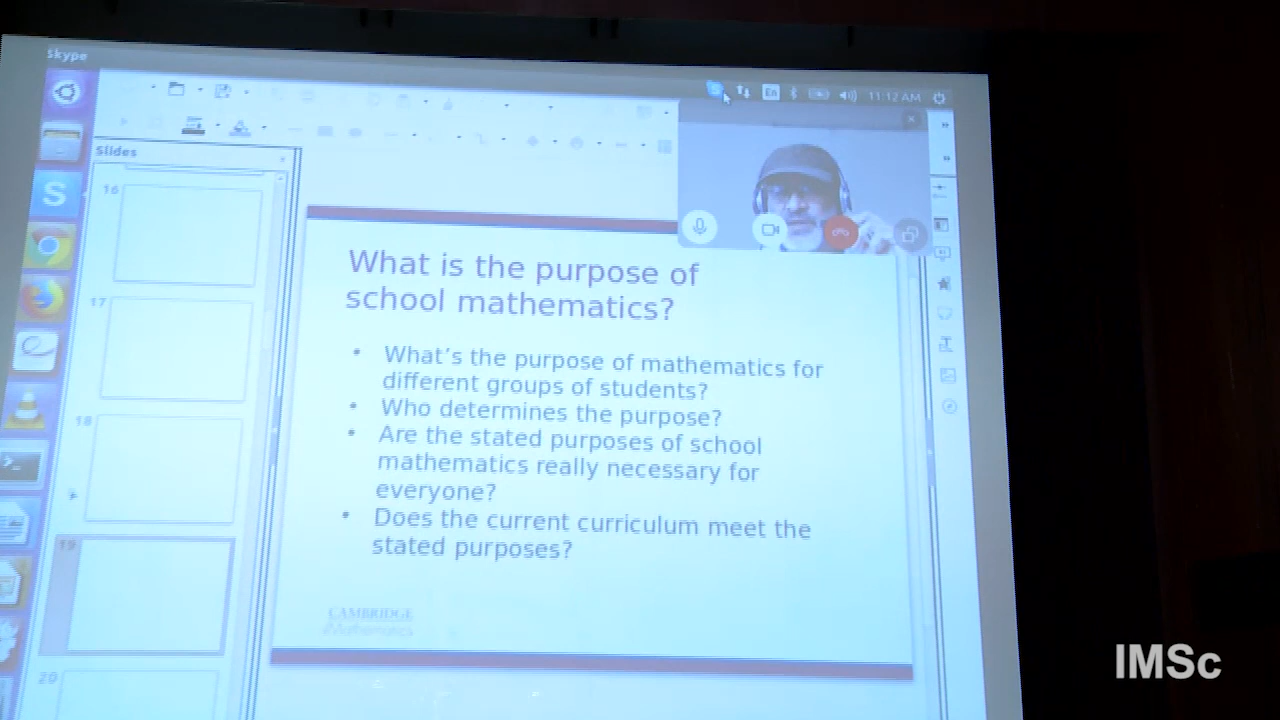 Skype
En
11:12 AM
Slides
16
17
18
19
20
What is the purpose of
school mathematics?
• What's the purpose of mathematics for
different groups of students?
• Who determines the purpose?
• Are the stated purposes of school
mathematics really necessary for
everyone?
• Does the current curriculum meet the
stated purposes?
CAMBRIDGE
Mathematics
IMSc